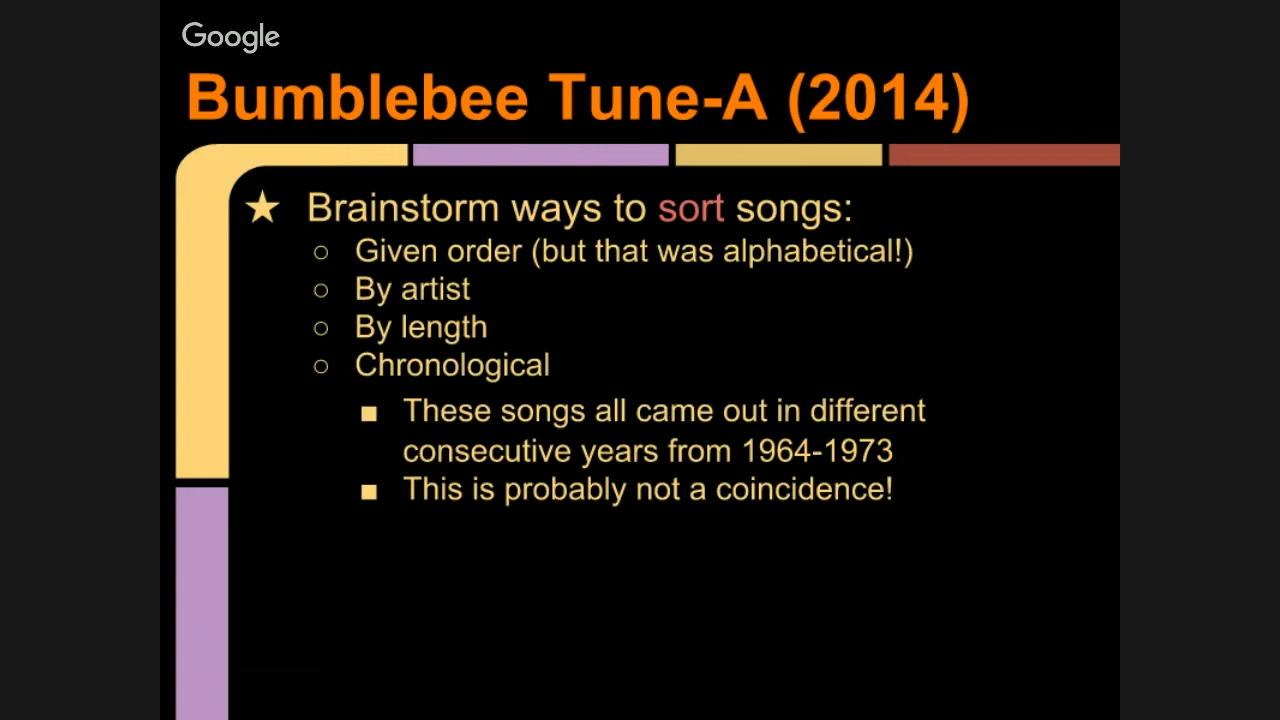 Google
Bumblebee Tune-A (2014)
★ Brainstorm ways to sort songs:
○ Given order (but that was alphabetical!)
○ By artist
○ By length
○ Chronological
■ These songs all came out in different
consecutive years from 1964-1973
■ This is probably not a coincidence!